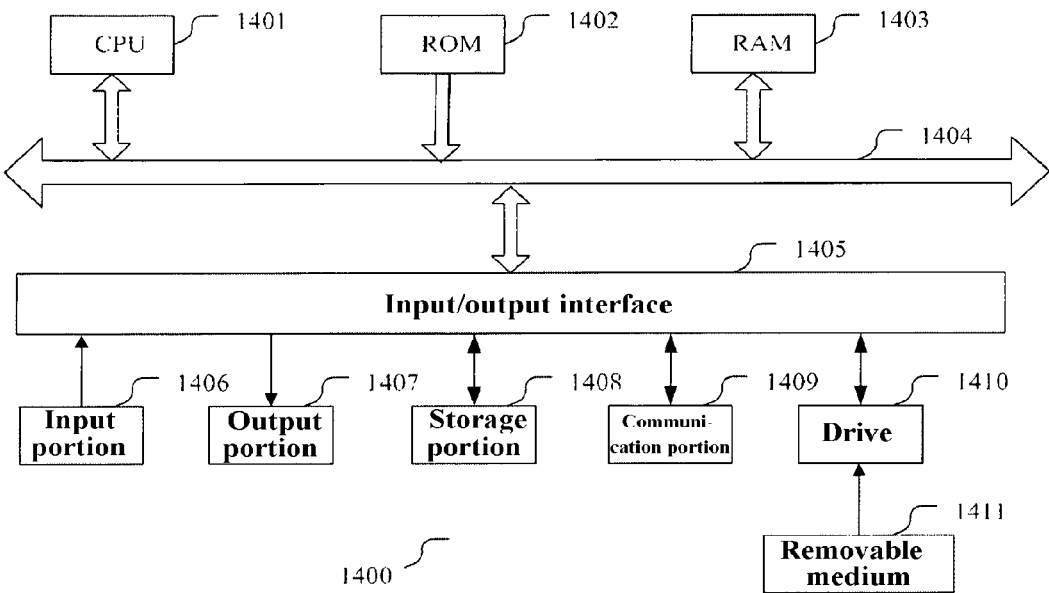 1401
1402
1403
CPU
ROM
RAM
1404
1405
Input/output interface
1406
1407
1408
1409
1410
Input
portion
Output
portion
Storage
portion
Communi-
cation portion
Drive
1411
Removable
medium
1400